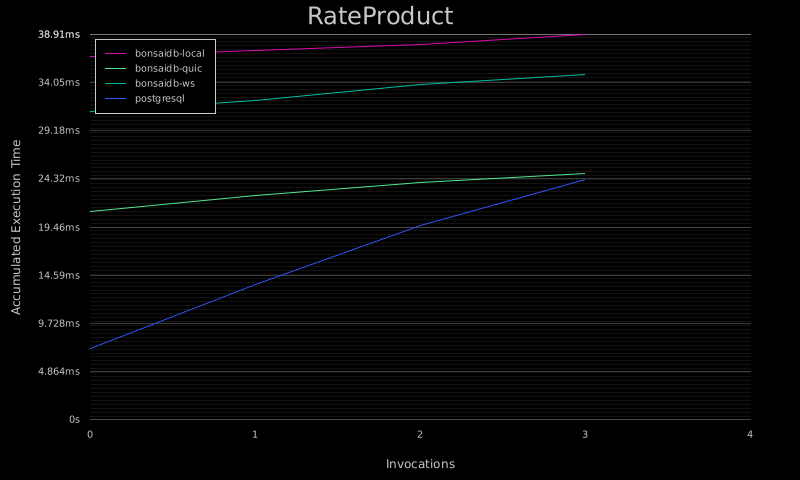 RateProduct
38.91ms
34.05ms
29.18ms
24.32ms
19.46ms
14.59ms
9.728ms
4.864ms
0s
bonsaidb-local
bonsaidb-quic
bonsaidb-ws
postgresql
Accumulated Execution Time
0 1 2 3 4
Invocations